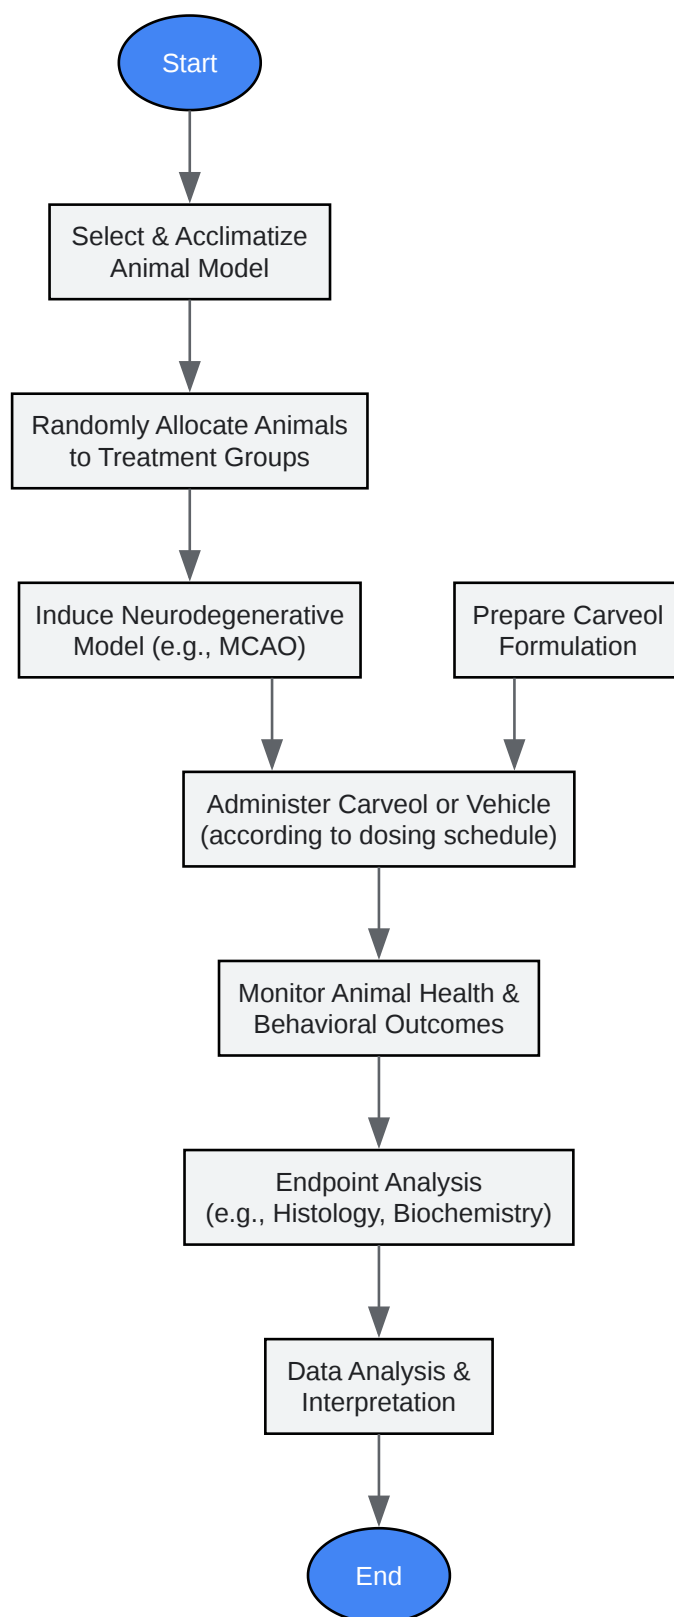 Start
Select & Acclimatize
Animal Model
Randomly Allocate Animals
to Treatment Groups
Induce Neurodegenerative
Model (e.g., MCAO)
Prepare Carveol
Formulation
Administer Carveol or Vehicle
(according to dosing schedule)
Monitor Animal Health &
Behavioral Outcomes
Endpoint Analysis
(e.g., Histology, Biochemistry)
Data Analysis &
Interpretation
End